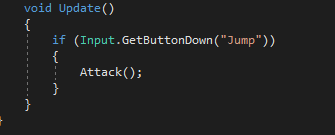 void Update()
{
if (Input.GetButtonDown("Jump"))
{
Attack();
}
}
}